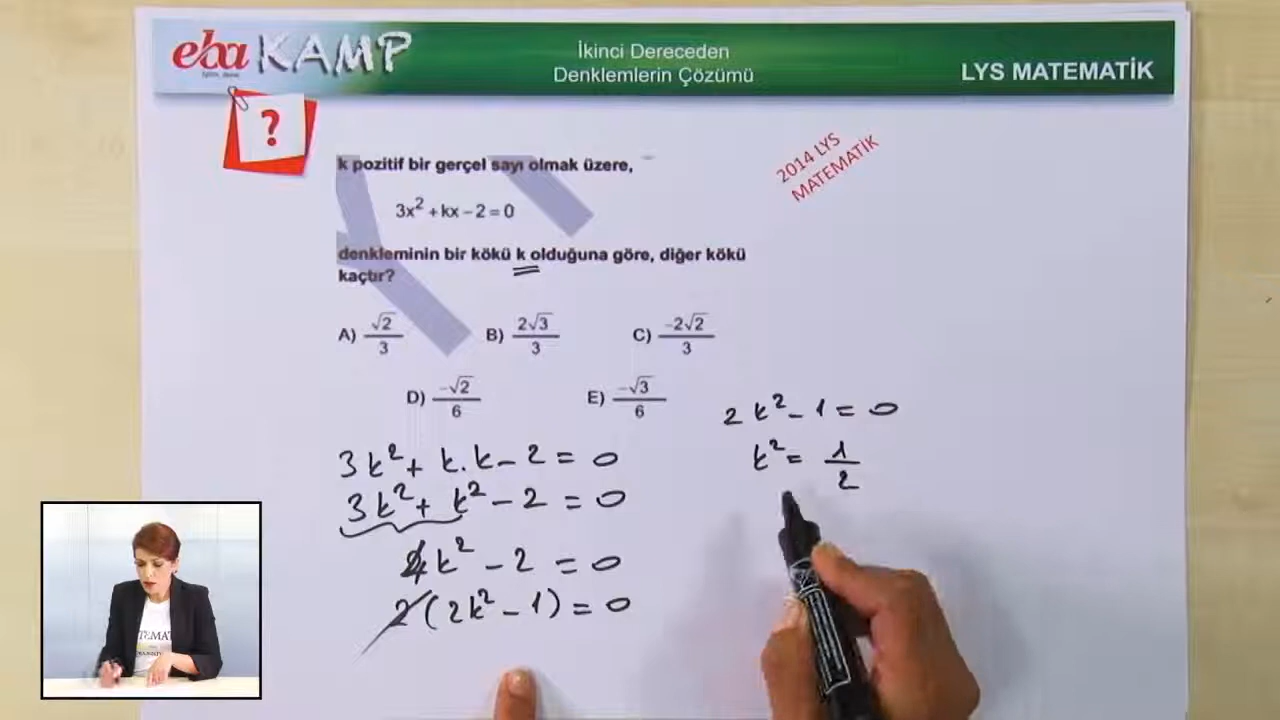 eba KAMP
İkinci Dereceden
Denklemlerin Çözümü
LYS MATEMATİK
?
2014 LYS
MATEMATİK
k pozitif bir gerçel sayı olmak üzere,
3x² + kx – 2 = 0
denkleminin bir kökü k olduğuna göre, diğer kökü
kaçtır?
A) √2/3 B) 2√3/3 C) –2√2/3
D) –√2/6 E) –√3/6
3k² + k.k – 2 = 0
3k² + k² – 2 = 0
4k² – 2 = 0
2(2k² – 1) = 0
2k² – 1 = 0
k² = 1/2